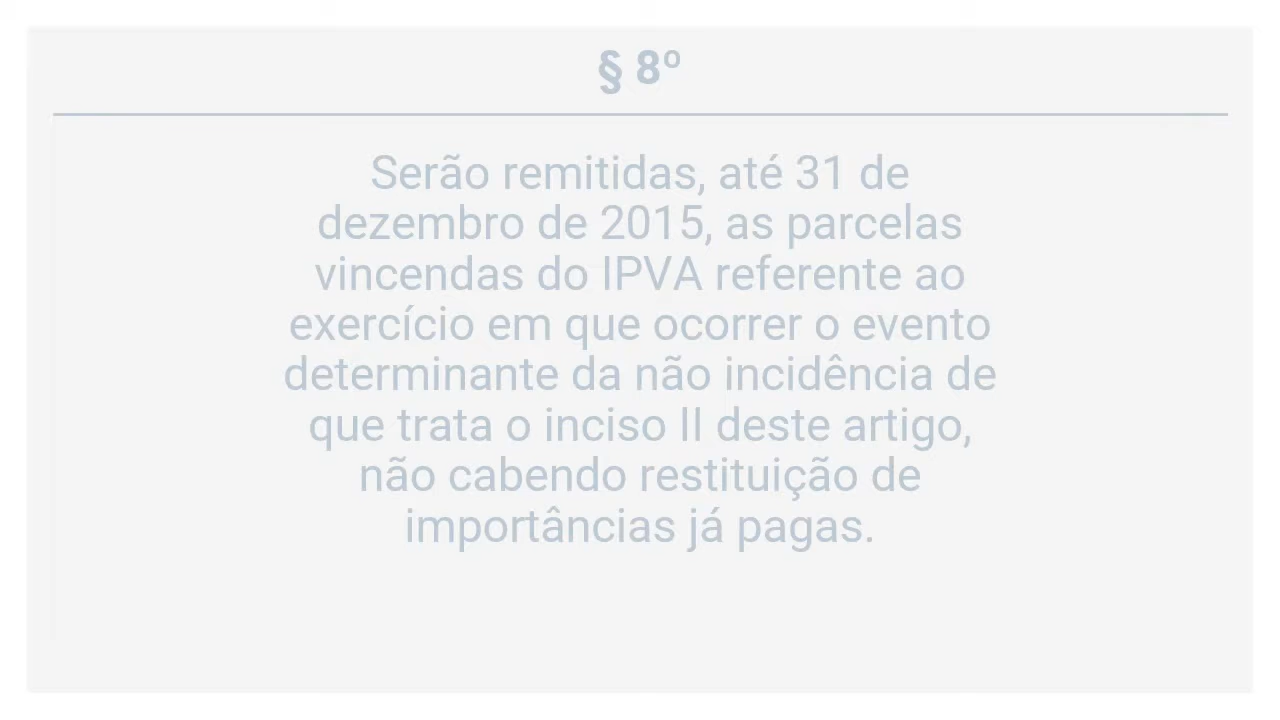 § 8º
Serão remitidas, até 31 de
dezembro de 2015, as parcelas
vincendas do IPVA referente ao
exercício em que ocorrer o evento
determinante da não incidência de
que trata o inciso II deste artigo,
não cabendo restituição de
importâncias já pagas.